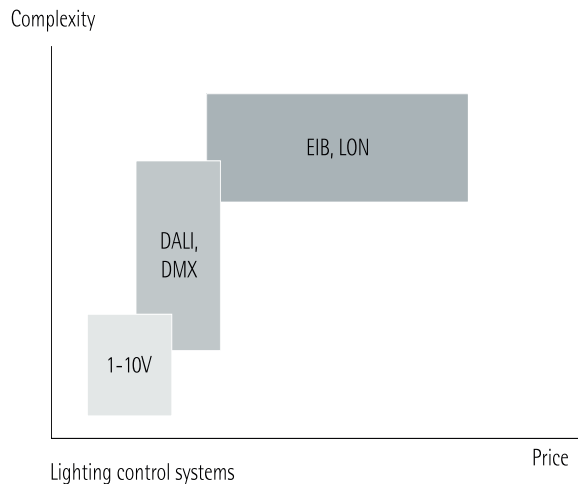 Complexity
EIB, LON
DALI,
DMX
1-10V
Price
Lighting control systems